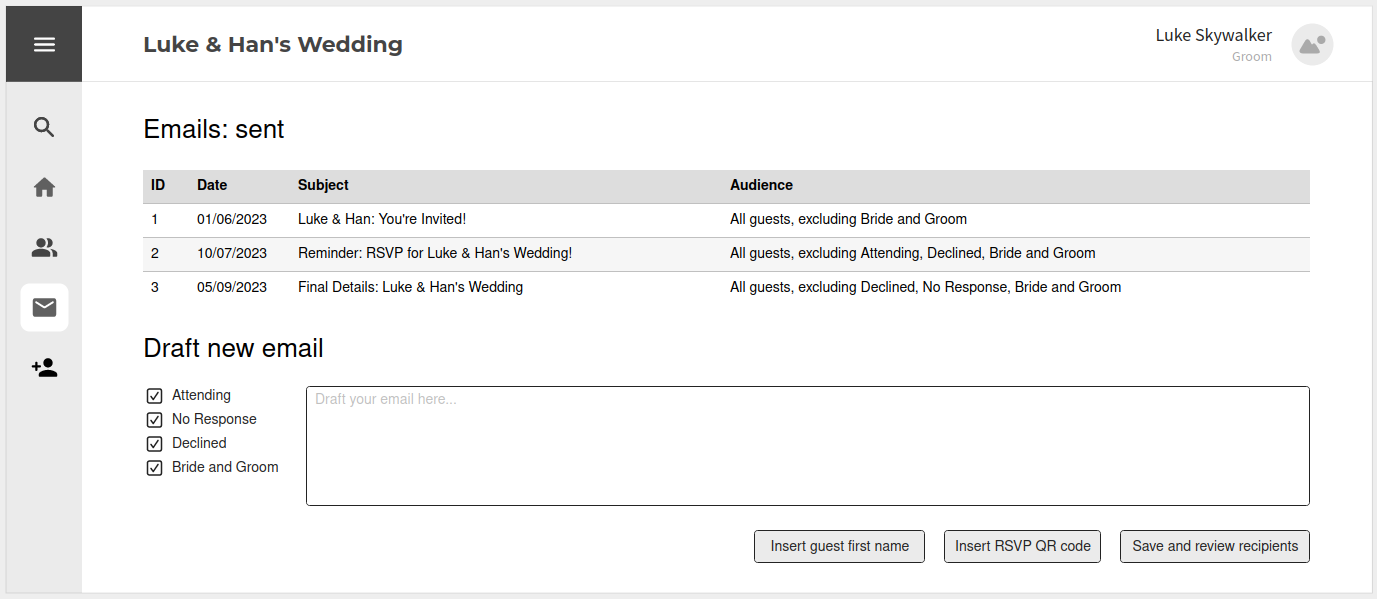 Luke & Han's Wedding
Luke Skywalker
Groom
Emails: sent
ID Date Subject Audience
1 01/06/2023 Luke & Han: You're Invited! All guests, excluding Bride and Groom
2 10/07/2023 Reminder: RSVP for Luke & Han's Wedding! All guests, excluding Attending, Declined, Bride and Groom
3 05/09/2023 Final Details: Luke & Han's Wedding All guests, excluding Declined, No Response, Bride and Groom
Draft new email
Attending
No Response
Declined
Bride and Groom
Draft your email here...
Insert guest first name Insert RSVP QR code Save and review recipients